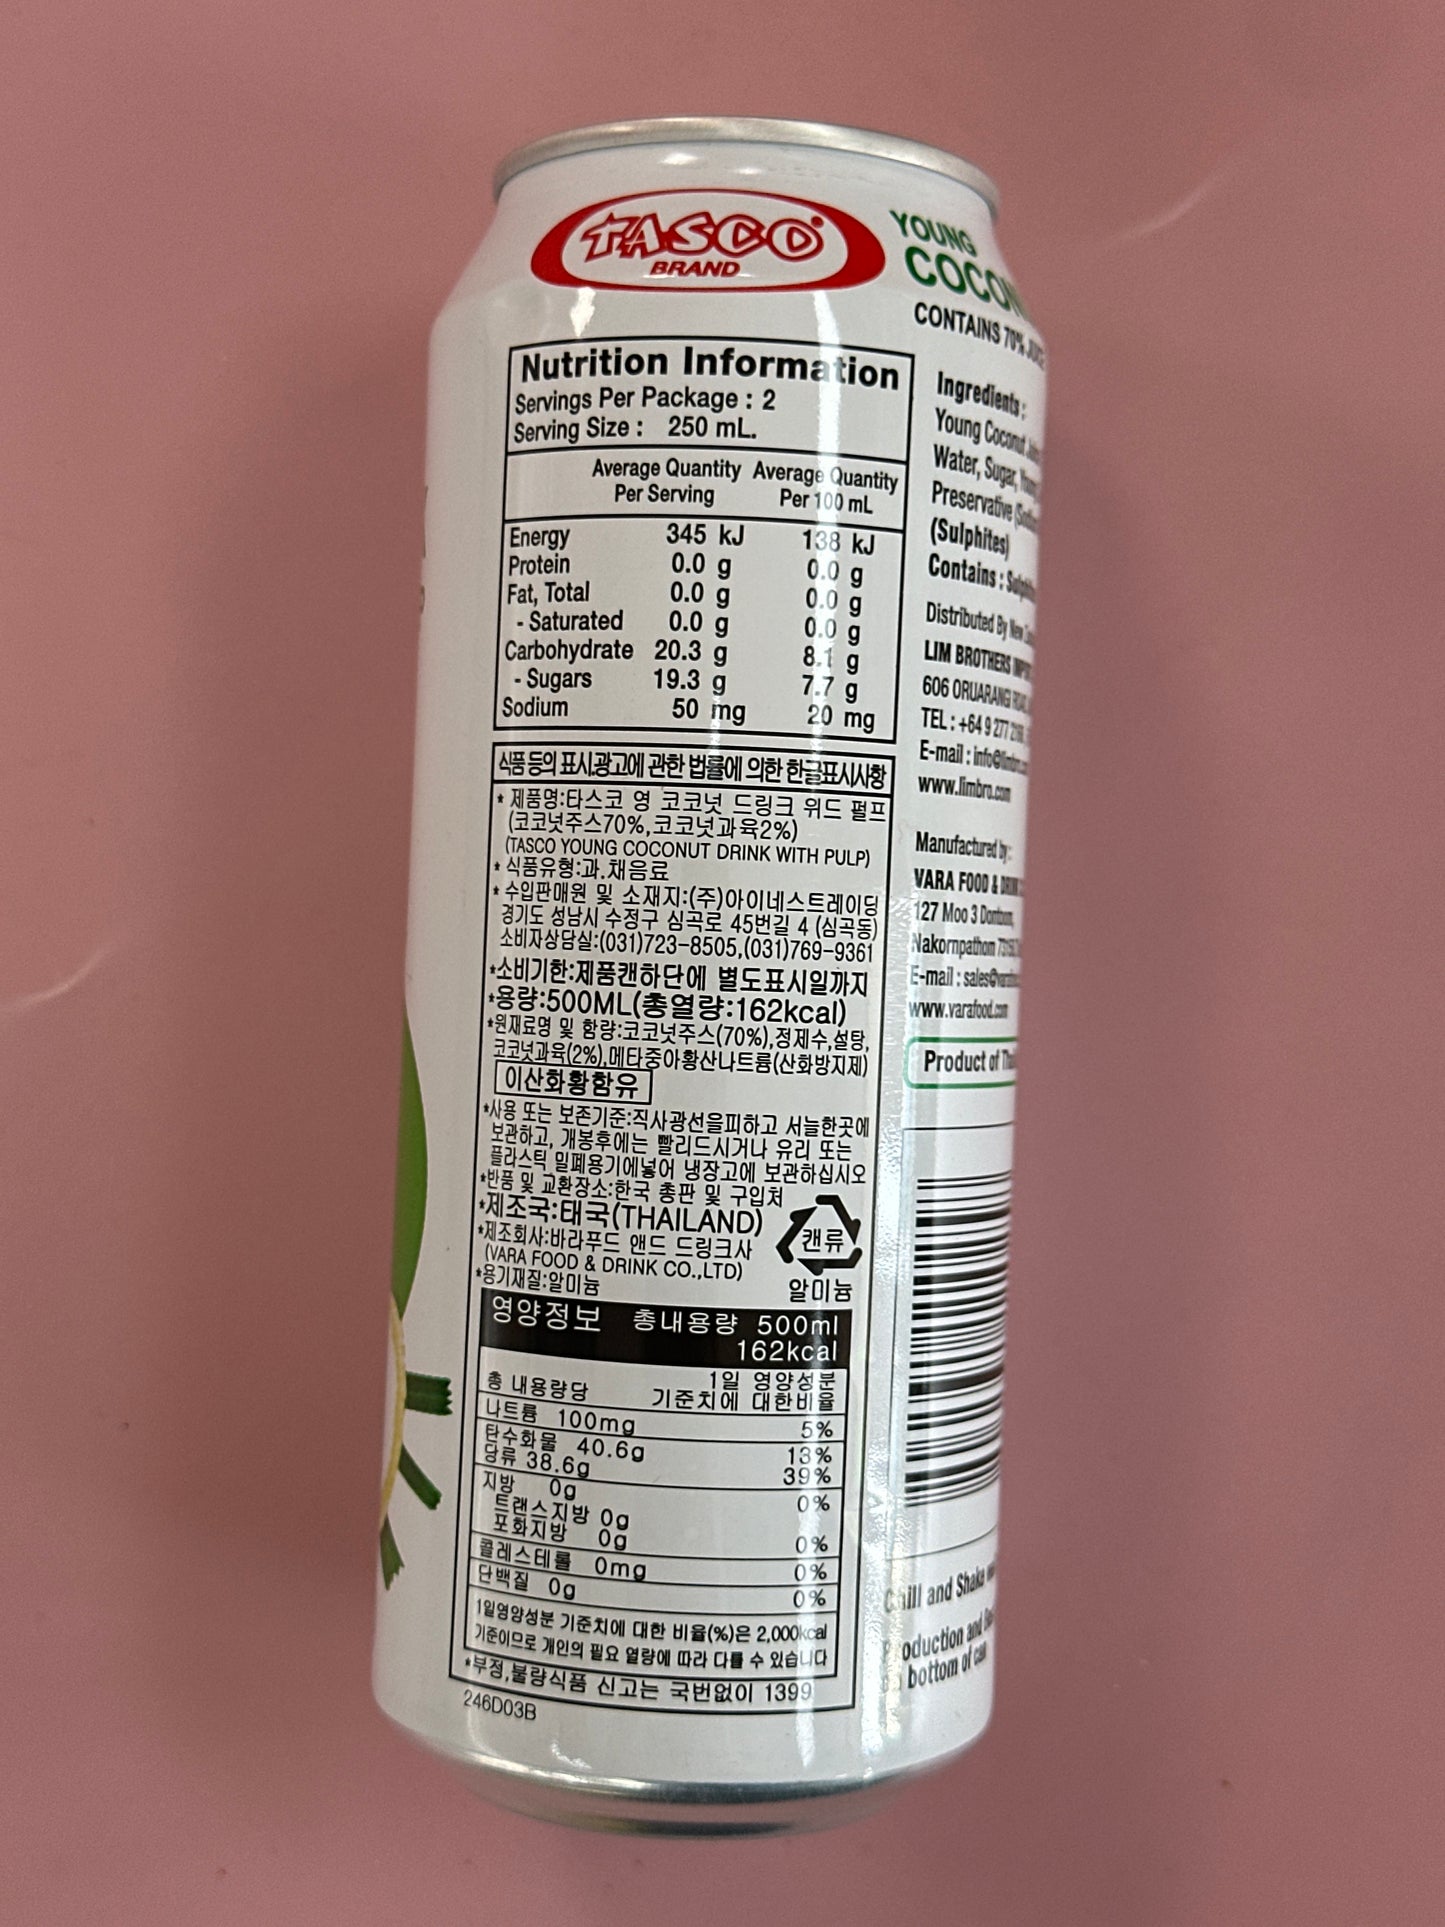 TASCO
BRAND
Nutrition Information
Servings Per Package : 2
Serving Size : 250 mL.
Average Quantity Per Serving Average Quantity Per 100 mL
Energy 345 kJ 138 kJ
Protein 0.0 g 0.0 g
Fat, Total 0.0 g 0.0 g
- Saturated 0.0 g 0.0 g
Carbohydrate 20.3 g 8.1 g
- Sugars 19.3 g 7.7 g
Sodium 50 mg 20 mg
식품 등의 표시.광고에 관한 법률에 의한 한글표시사항
* 제품명:타스코 영 코코넛 드링크 위드 펄프
(코코넛주스70%,코코넛과육2%)
(TASCO YOUNG COCONUT DRINK WITH PULP)
* 식품유형:과.채음료
* 수입판매원 및 소재지:(주)아이네스트레이딩
경기도 성남시 수정구 심곡로 45번길 4 (심곡동)
소비자상담실:(031)723-8505,(031)769-9361
*소비기한:제품캔하단에 별도표시일까지
*용량:500ML(총열량:162kcal)
*원재료명 및 함량:코코넛주스(70%),정제수,설탕,
코코넛과육(2%),메타중아황산나트륨(산화방지제)
이산화황함유
*사용 또는 보존기준:직사광선을피하고 서늘한곳에
보관하고, 개봉후에는 빨리드시거나 유리 또는
플라스틱 밀폐용기에넣어 냉장고에 보관하십시오
*반품 및 교환장소:한국 총판 및 구입처
*제조국:태국(THAILAND)
*제조회사:바라푸드 앤드 드링크사
(VARA FOOD & DRINK CO.,LTD)
*용기재질:알미늄
캔류
알미늄
영양정보 총내용량 500ml
162kcal
총 내용량당 1일 영양성분
기준치에 대한비율
나트륨 100mg 5%
탄수화물 40.6g 13%
당류 38.6g 39%
지방 0g 0%
트랜스지방 0g
포화지방 0g 0%
콜레스테롤 0mg 0%
단백질 0g 0%
1일영양성분 기준치에 대한 비율(%)은 2,000kcal
기준이므로 개인의 필요 열량에 따라 다를 수 있습니다
*부정,불량식품 신고는 국번없이 1399
246D03B
YOUNG
CONTAINS 70%
Ingredients :
Young Coconut
Water, Sugar,
Preservative
(Sulphites)
Contains :
Distributed By New
LIM BROTHERS
606 ORUARANGI
TEL : +64 9 277
E-mail :
www.limbro.com
Manufactured by :
VARA FOOD &
127 Moo 3
Nakornpathom
E-mail :
www.varafood.com
Product of
Chill and Shake
bottom of can